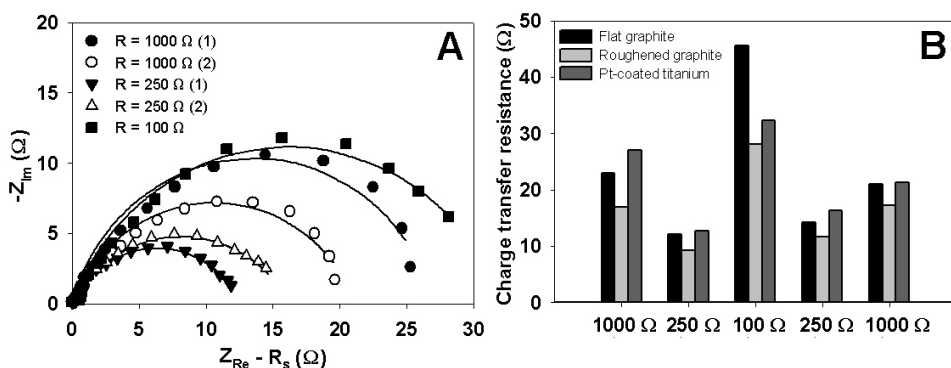 A
R = 1000 Ω (1)
R = 1000 Ω (2)
R = 250 Ω (1)
R = 250 Ω (2)
R = 100 Ω
20
15
10
5
0
-Z_Im (Ω)
0 5 10 15 20 25 30
Z_Re - R_s (Ω)
B
Flat graphite
Roughened graphite
Pt-coated titanium
50
40
30
20
10
0
Charge transfer resistance (Ω)
1000 Ω 250 Ω 100 Ω 250 Ω 1000 Ω